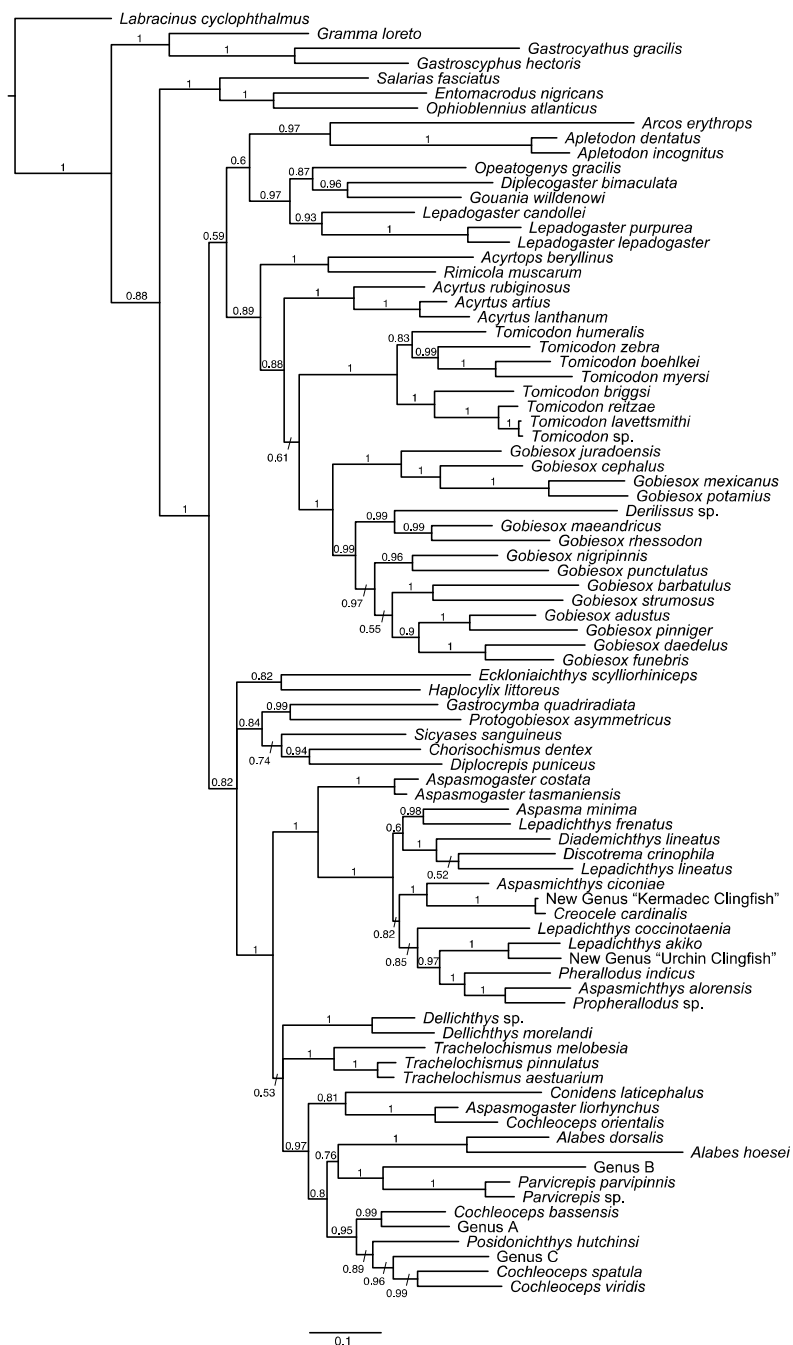 Labracinus cyclophthalmus
1
Gramma loreto
1
Gastrocyathus gracilis
Gastroscyphus hectoris
1
Salarias fasciatus
1
Entomacrodus nigricans
Ophioblennius atlanticus
0.97
Arcos erythrops
1
Apletodon dentatus
Apletodon incognitus
0.6
0.87
Opeatogenys gracilis
1
0.96
Diplecogaster bimaculata
0.97
Gouania willdenowi
0.93
Lepadogaster candollei
1
Lepadogaster purpurea
0.59
Lepadogaster lepadogaster
1
Acyrtops beryllinus
Rimicola muscarum
0.88
1
Acyrtus rubiginosus
1
Acyrtus artius
0.89
Acyrtus lanthanum
0.83
Tomicodon humeralis
0.99
Tomicodon zebra
0.88
1
Tomicodon boehlkei
1
Tomicodon myersi
1
Tomicodon briggsi
1
Tomicodon reitzae
1
Tomicodon lavettsmithi
Tomicodon sp.
0.61
1
Gobiesox juradoensis
1
Gobiesox cephalus
1
Gobiesox mexicanus
Gobiesox potamius
1
1
0.99
Derilissus sp.
0.99
Gobiesox maeandricus
Gobiesox rhessodon
0.99
0.96
Gobiesox nigripinnis
Gobiesox punctulatus
0.97
1
Gobiesox barbatulus
Gobiesox strumosus
0.55
1
Gobiesox adustus
0.9
Gobiesox pinniger
1
Gobiesox daedelus
Gobiesox funebris
0.82
Eckloniaichthys scylliorhiniceps
Haplocylix littoreus
0.99
Gastrocymba quadriradiata
0.84
Protogobiesox asymmetricus
Sicyases sanguineus
0.74
0.94
Chorisochismus dentex
Diplocrepis puniceus
0.82
1
Aspasmogaster costata
Aspasmogaster tasmaniensis
0.98
Aspasma minima
1
0.6
Lepadichthys frenatus
1
Diademichthys lineatus
Discotrema crinophila
0.52
Lepadichthys lineatus
1
1
Aspasmichthys ciconiae
1
New Genus “Kermadec Clingfish”
Creocele cardinalis
0.82
Lepadichthys coccinotaenia
1
Lepadichthys akiko
0.85
0.97
New Genus “Urchin Clingfish”
1
1
Pherallodus indicus
1
Aspasmichthys alorensis
Propherallodus sp.
1
Dellichthys sp.
Dellichthys morelandi
1
Trachelochismus melobesia
1
Trachelochismus pinnulatus
Trachelochismus aestuarium
0.53
0.81
Conidens laticephalus
1
Aspasmogaster liorhynchus
Cochleoceps orientalis
0.97
1
Alabes dorsalis
0.76
Alabes hoesei
1
Genus B
1
Parvicrepis parvipinnis
0.8
Parvicrepis sp.
0.99
Cochleoceps bassensis
0.95
Genus A
Posidonichthys hutchinsi
0.89
Genus C
0.96
Cochleoceps spatula
0.99
Cochleoceps viridis
0.1